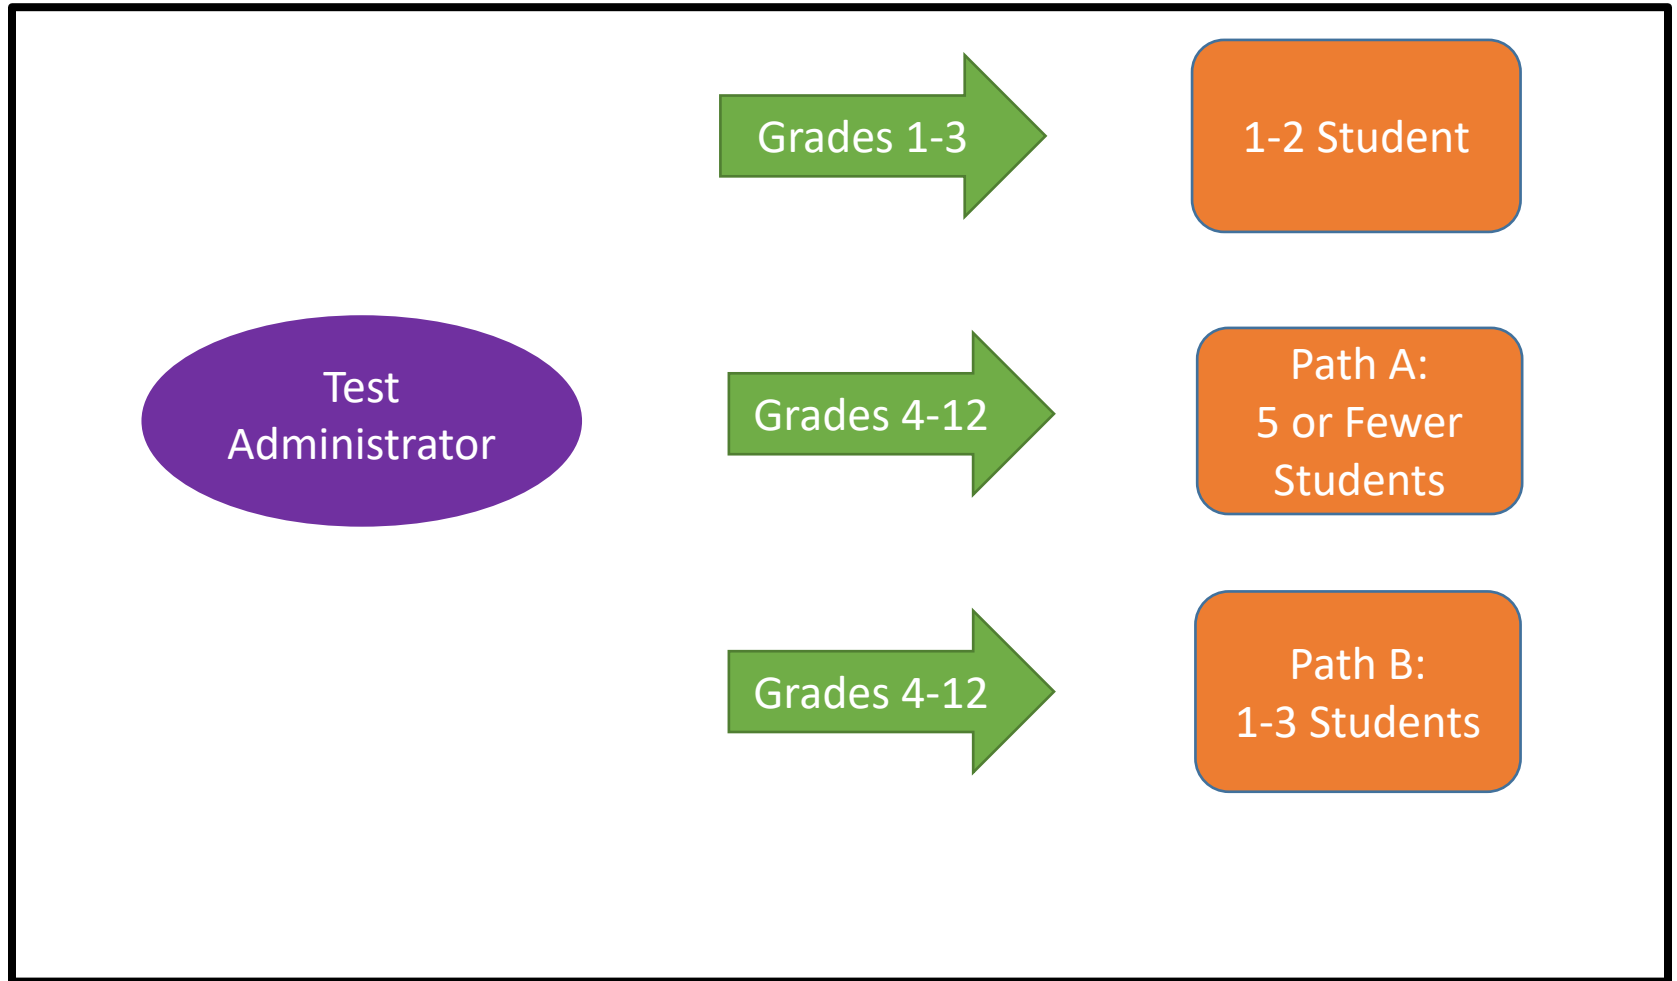 Grades 1-3
1-2 Student
Test
Administrator
Grades 4-12
Path A:
5 or Fewer
Students
Grades 4-12
Path B:
1-3 Students